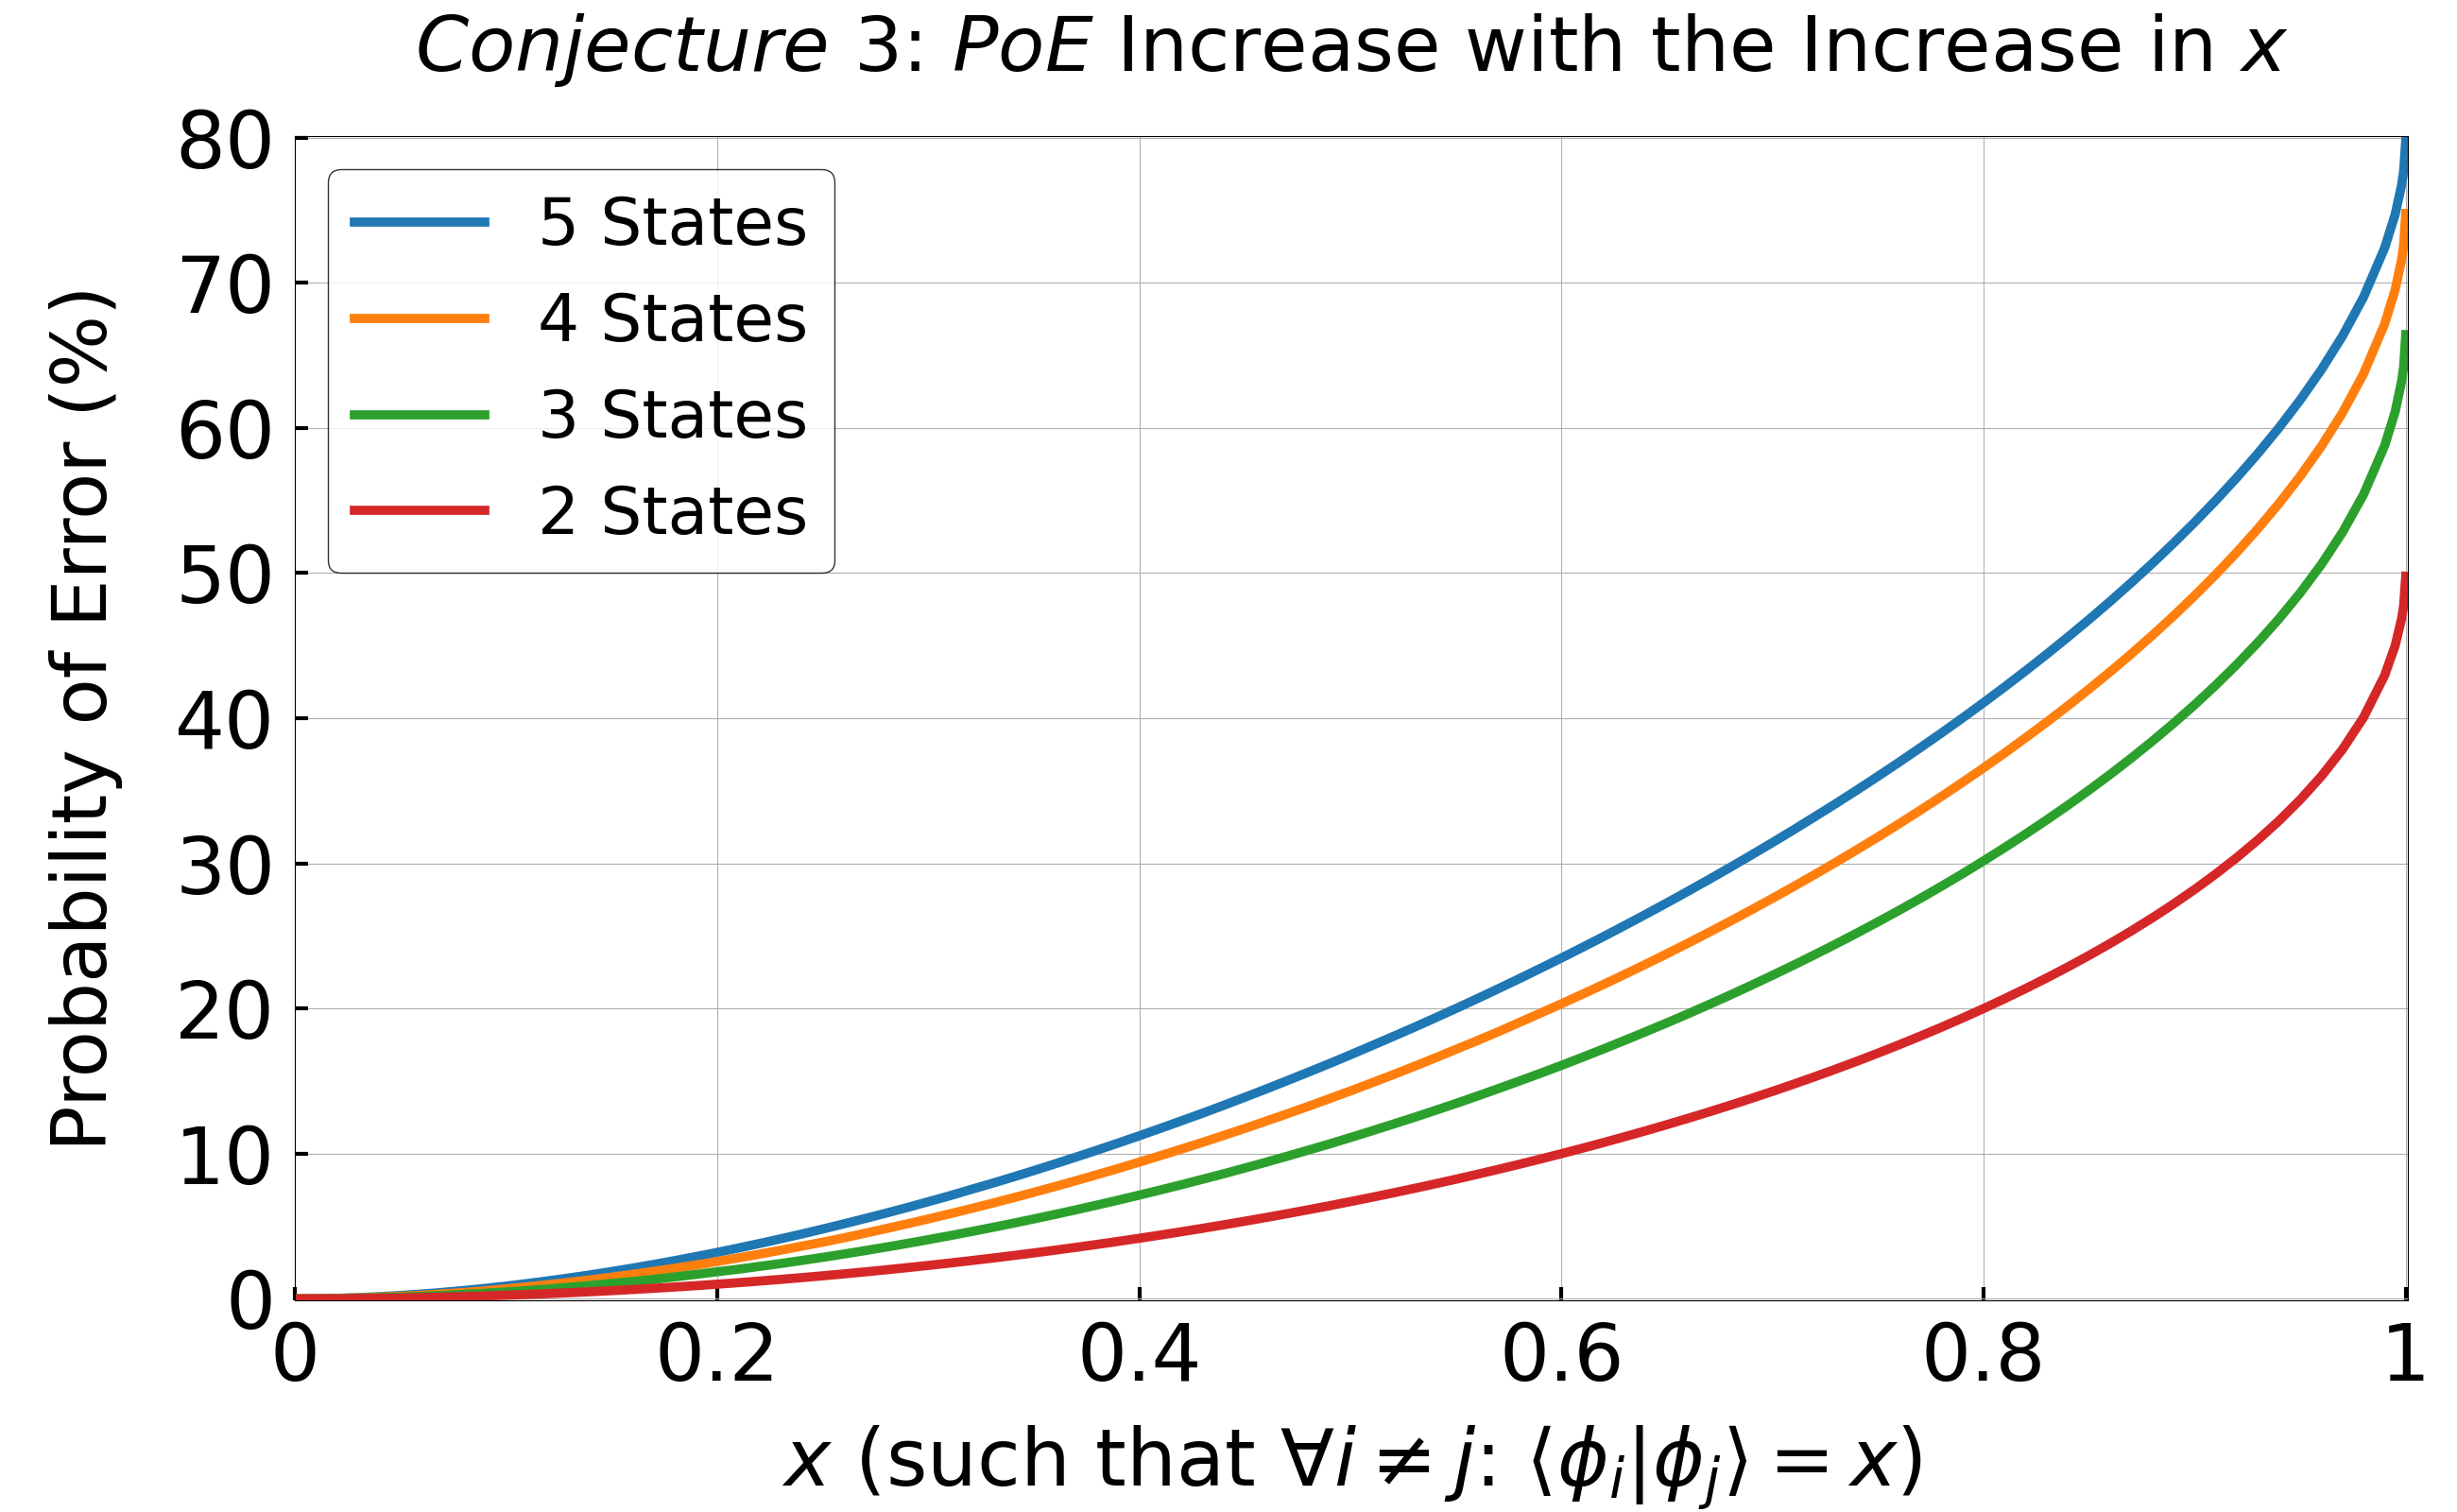 Conjecture 3: PoE Increase with the Increase in x
80
70
60
50
40
30
20
10
0
Probability of Error (%)
5 States
4 States
3 States
2 States
0 0.2 0.4 0.6 0.8 1
x (such that ∀i ≠ j: ⟨ϕᵢ|ϕⱼ⟩ = x)